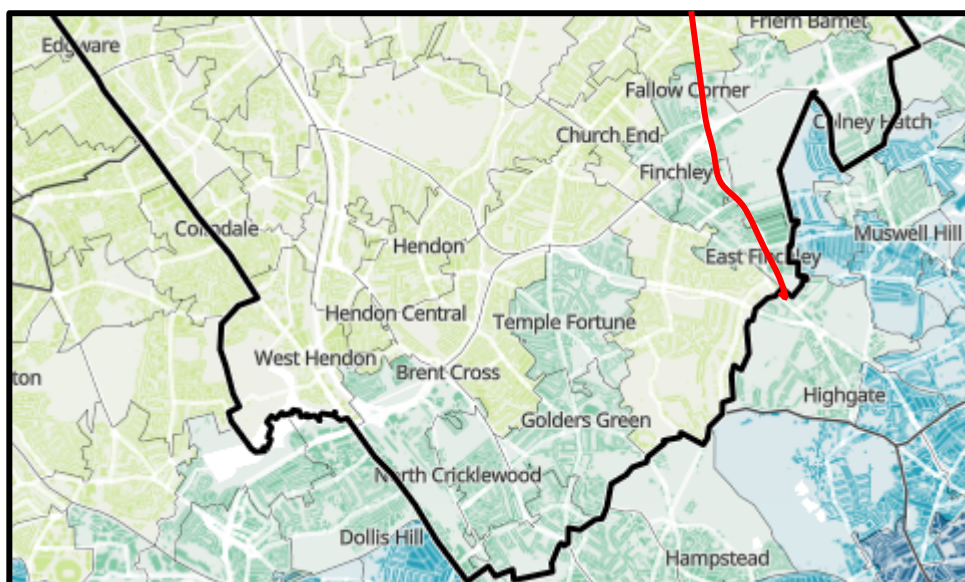 Friern Barnet
Edgware
Fallow Corner
Colney Hatch
Church End
Finchley
Colindale
Muswell Hill
Hendon
East Finchley
Hendon Central
Temple Fortune
West Hendon
Brent Cross
ton
Highgate
Golders Green
North Cricklewood
Dollis Hill
Hampstead